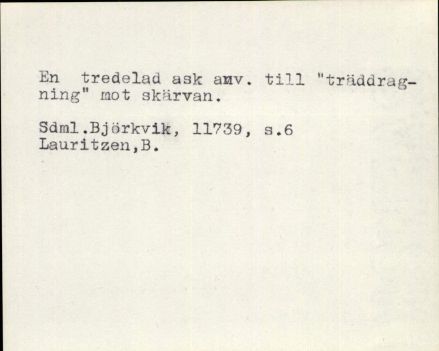 En tredelad ask anv. till "träddrag-
ning" mot skärvan.
Sdml.Björkvik, 11739, s.6
Lauritzen,B.